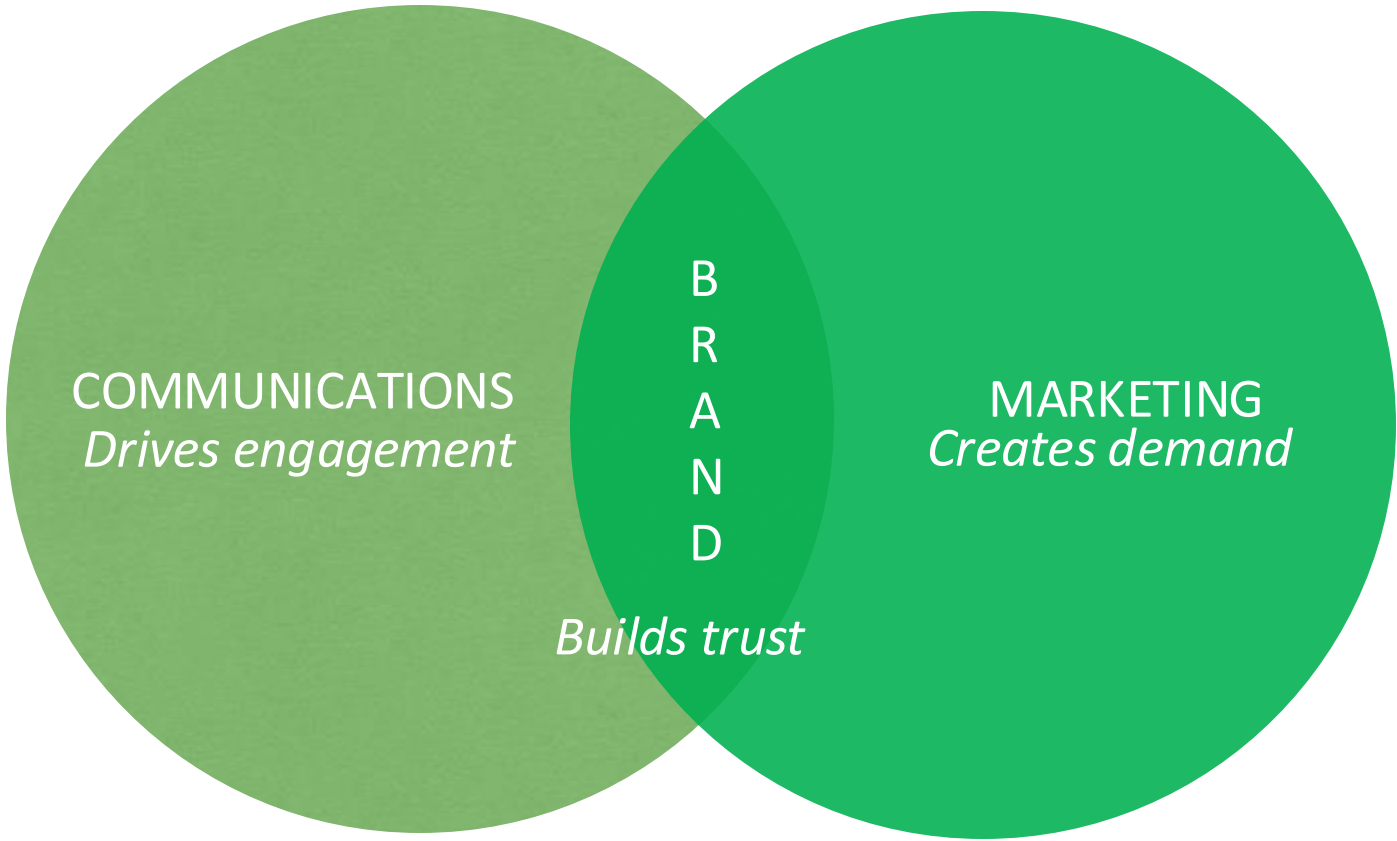 COMMUNICATIONS
Drives engagement
B
R
A
N
D
Builds trust
MARKETING
Creates demand